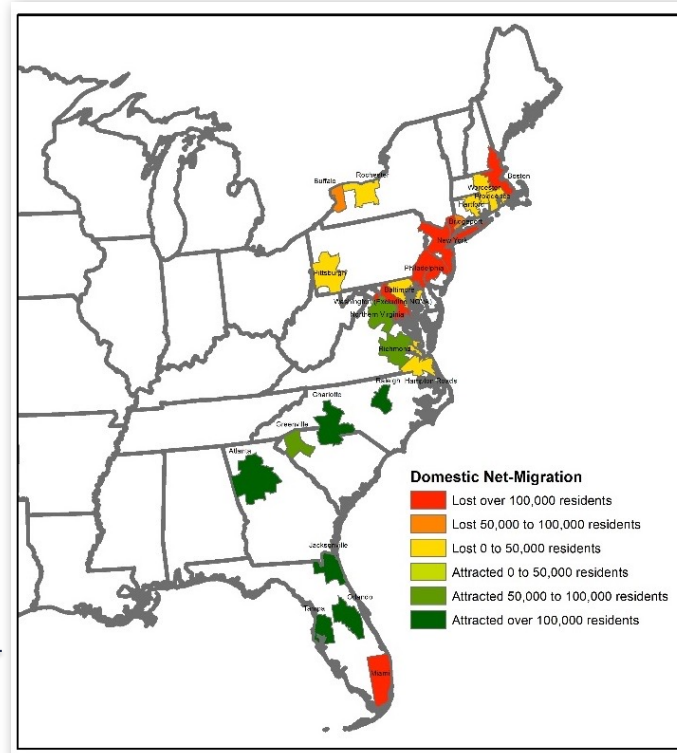 Buffalo
Rochester
Boston
Worcester
Providence
Hartford
Bridgeport
New York
Pittsburgh
Philadelphia
Baltimore
Washington (Excluding NOVA)
Northern Virginia
Richmond
Hampton Roads
Raleigh
Charlotte
Greenville
Atlanta
Domestic Net-Migration
Lost over 100,000 residents
Lost 50,000 to 100,000 residents
Lost 0 to 50,000 residents
Attracted 0 to 50,000 residents
Attracted 50,000 to 100,000 residents
Attracted over 100,000 residents
Jacksonville
Orlando
Tampa
Miami